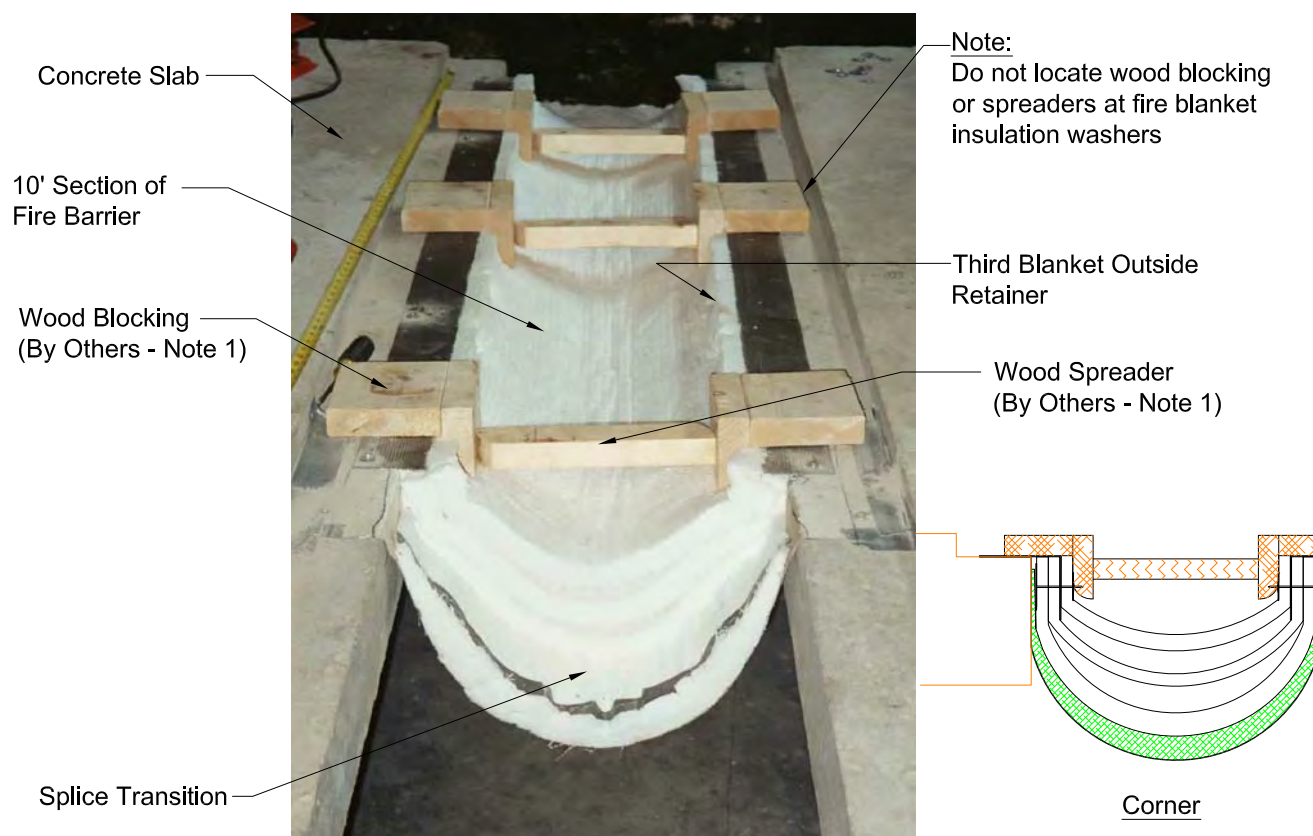 Concrete Slab
10' Section of
Fire Barrier
Wood Blocking
(By Others - Note 1)
Splice Transition
Note:
Do not locate wood blocking
or spreaders at fire blanket
insulation washers
Third Blanket Outside
Retainer
Wood Spreader
(By Others - Note 1)
Corner